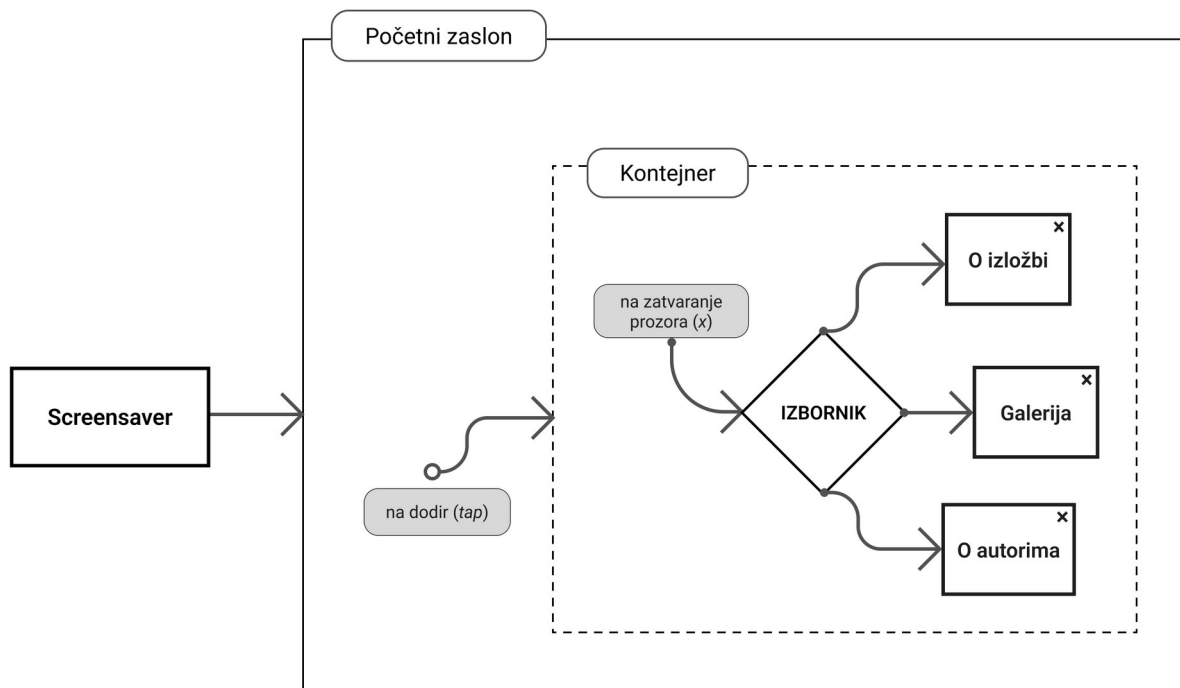 Početni zaslon
Kontejner
x
O izložbi
na zatvaranje
prozora (x)
x
Galerija
IZBORNIK
Screensaver
na dodir (tap)
x
O autorima